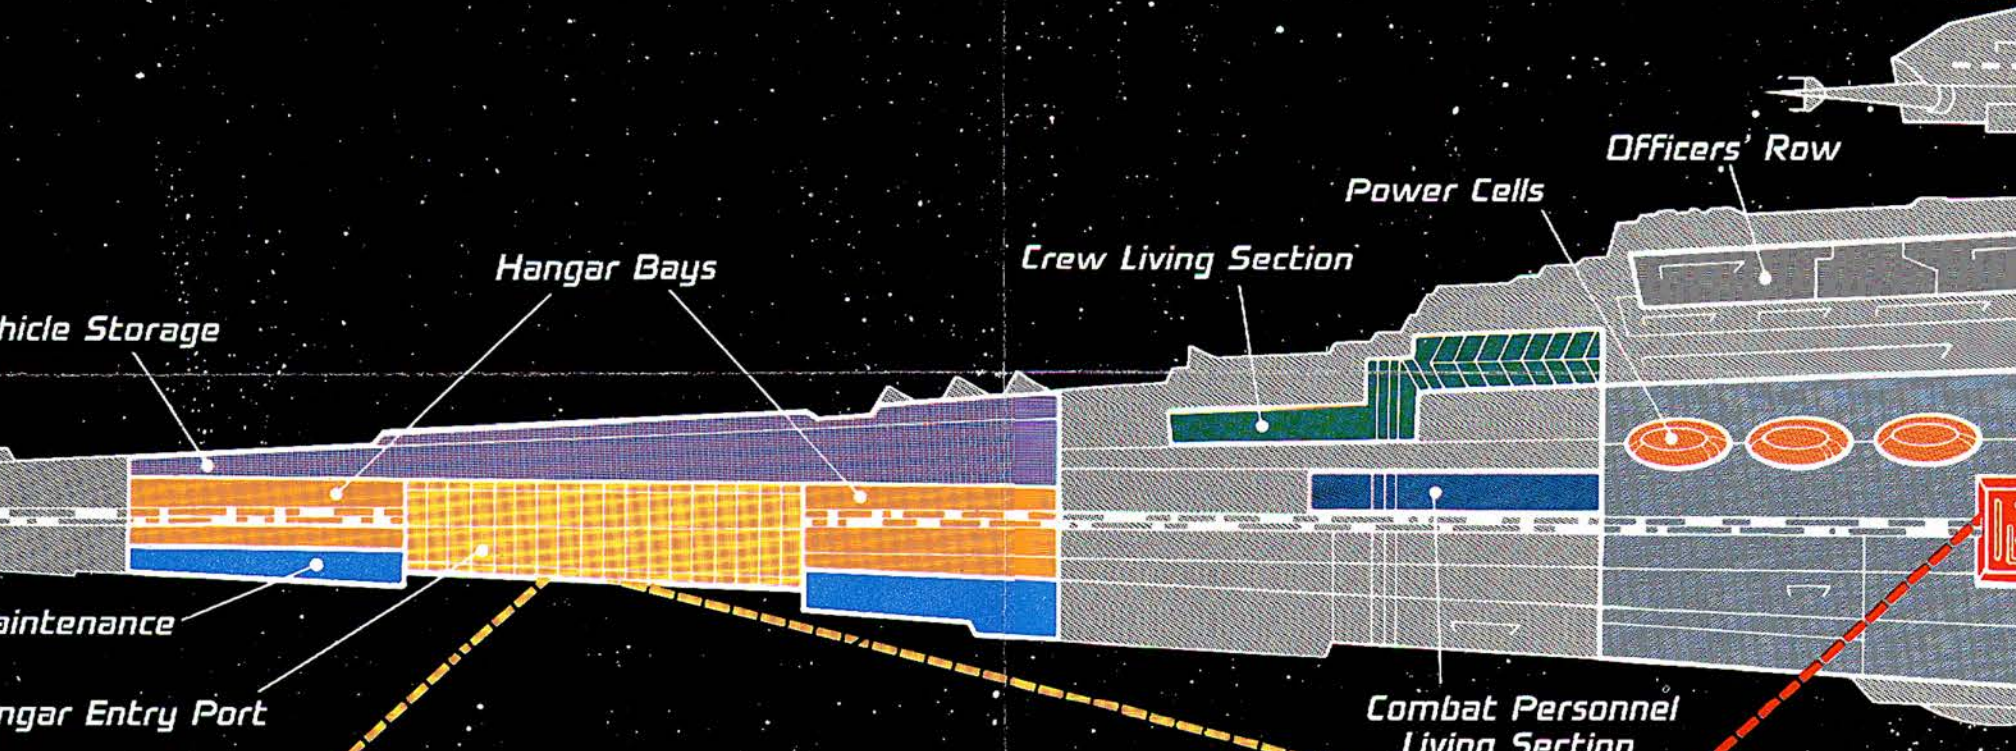 Officers' Row
Power Cells
Crew Living Section
Hangar Bays
hicle Storage
aintenance
ngar Entry Port
Combat Personnel
Living Section